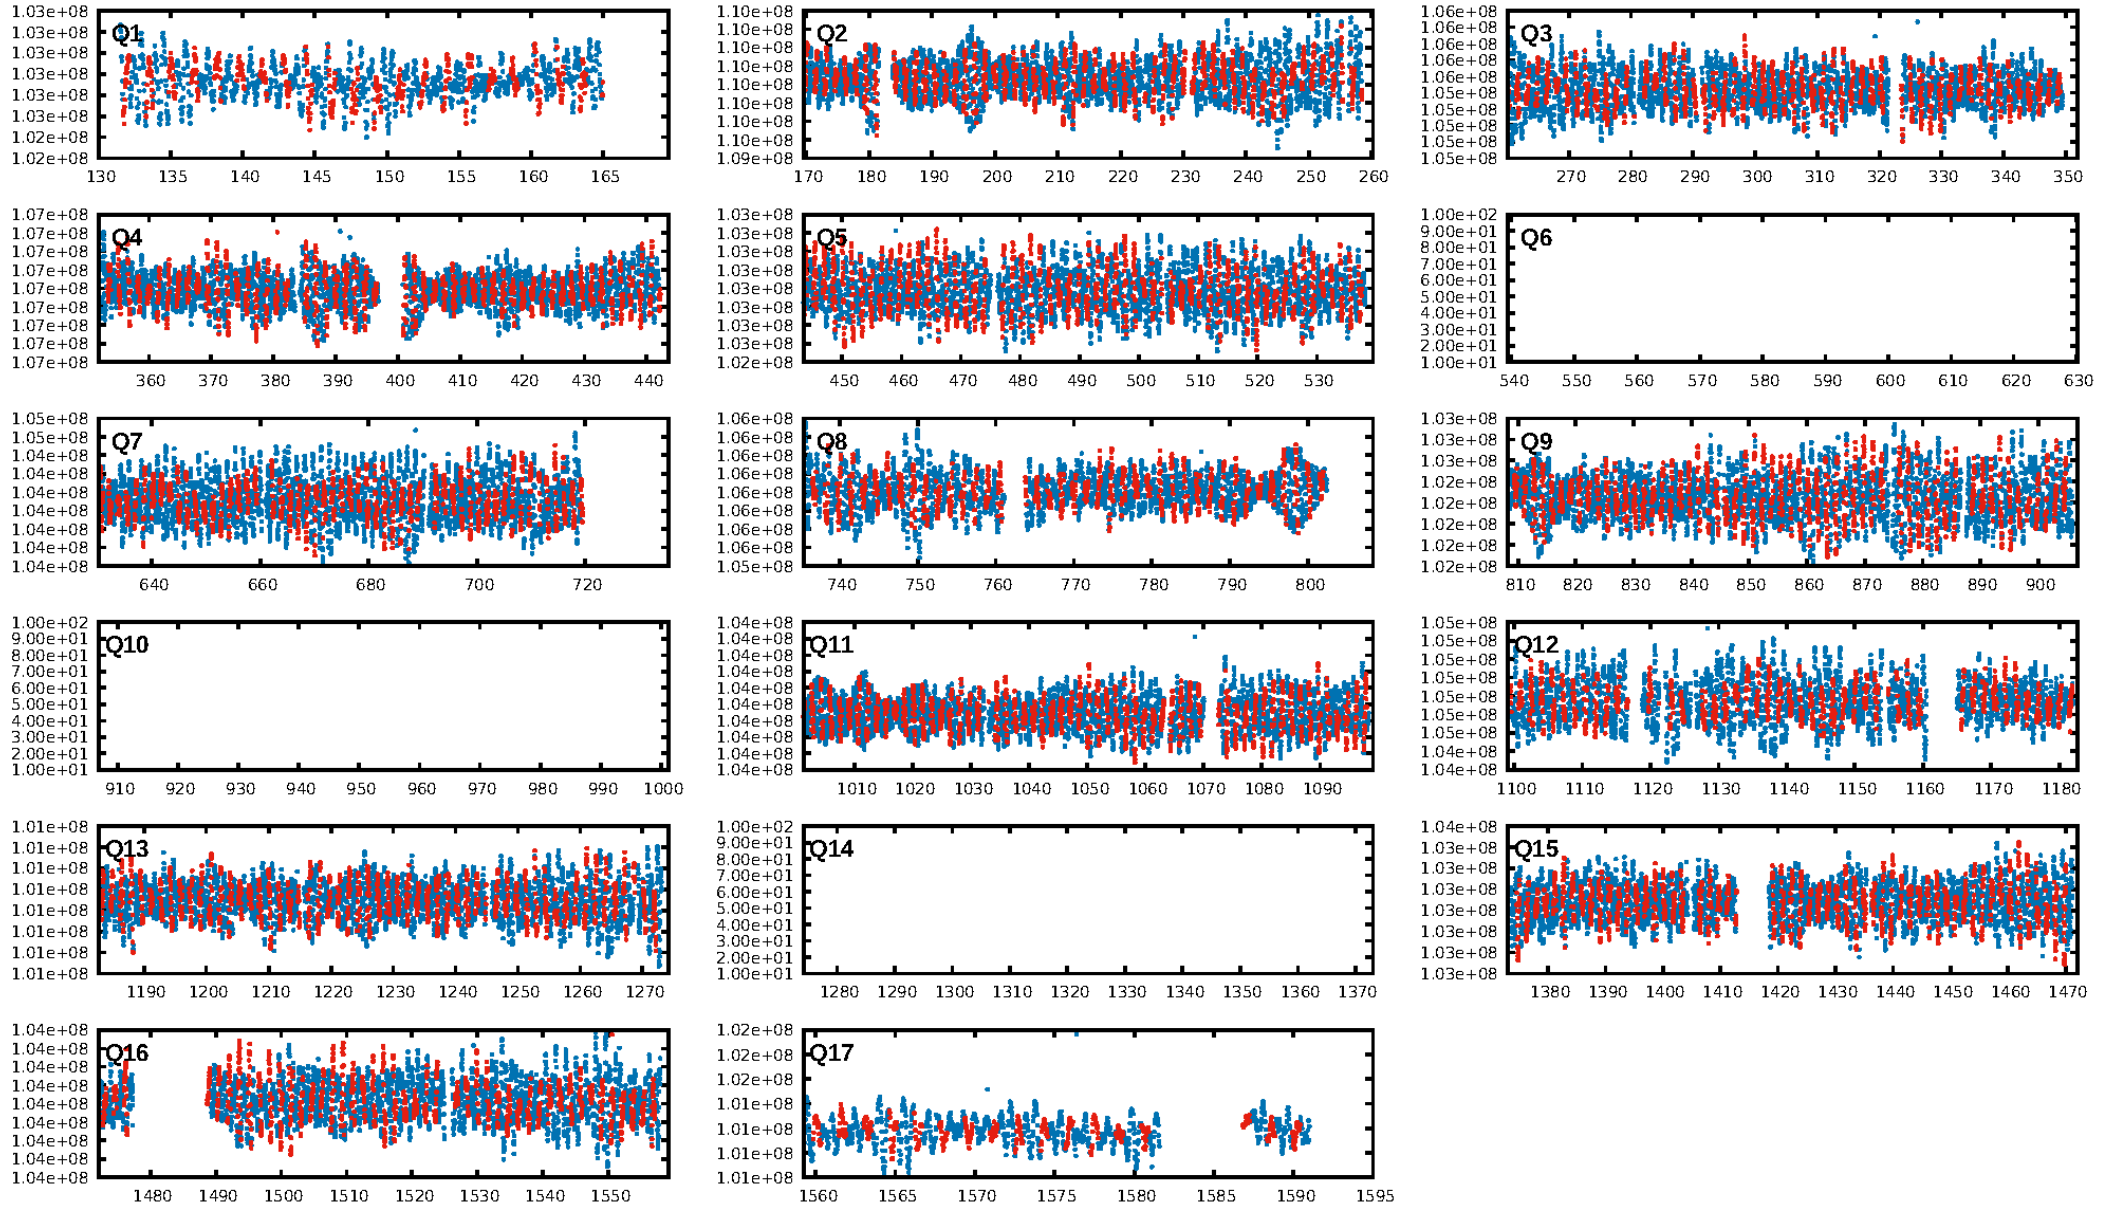 1.03e+08
1.03e+08
1.03e+08
1.03e+08
1.03e+08
1.03e+08
1.02e+08
1.02e+08
Q1
130 135 140 145 150 155 160 165
1.10e+08
1.10e+08
1.10e+08
1.10e+08
1.10e+08
1.10e+08
1.10e+08
1.10e+08
1.09e+08
Q2
170 180 190 200 210 220 230 240 250 260
1.06e+08
1.06e+08
1.06e+08
1.06e+08
1.06e+08
1.05e+08
1.05e+08
1.05e+08
1.05e+08
1.05e+08
Q3
270 280 290 300 310 320 330 340 350
1.07e+08
1.07e+08
1.07e+08
1.07e+08
1.07e+08
1.07e+08
1.07e+08
1.07e+08
1.07e+08
Q4
360 370 380 390 400 410 420 430 440
1.03e+08
1.03e+08
1.03e+08
1.03e+08
1.03e+08
1.03e+08
1.03e+08
1.03e+08
1.02e+08
Q5
450 460 470 480 490 500 510 520 530
1.00e+02
9.00e+01
8.00e+01
7.00e+01
6.00e+01
5.00e+01
4.00e+01
3.00e+01
2.00e+01
1.00e+01
Q6
540 550 560 570 580 590 600 610 620 630
1.05e+08
1.05e+08
1.04e+08
1.04e+08
1.04e+08
1.04e+08
1.04e+08
1.04e+08
1.04e+08
Q7
640 660 680 700 720
1.06e+08
1.06e+08
1.06e+08
1.06e+08
1.06e+08
1.06e+08
1.06e+08
1.06e+08
1.05e+08
Q8
740 750 760 770 780 790 800
1.03e+08
1.03e+08
1.03e+08
1.02e+08
1.02e+08
1.02e+08
1.02e+08
1.02e+08
Q9
810 820 830 840 850 860 870 880 890 900
1.00e+02
9.00e+01
8.00e+01
7.00e+01
6.00e+01
5.00e+01
4.00e+01
3.00e+01
2.00e+01
1.00e+01
Q10
910 920 930 940 950 960 970 980 990 1000
1.04e+08
1.04e+08
1.04e+08
1.04e+08
1.04e+08
1.04e+08
1.04e+08
1.04e+08
1.04e+08
1.04e+08
Q11
1010 1020 1030 1040 1050 1060 1070 1080 1090
1.05e+08
1.05e+08
1.05e+08
1.05e+08
1.05e+08
1.05e+08
1.05e+08
1.04e+08
1.04e+08
Q12
1100 1110 1120 1130 1140 1150 1160 1170 1180
1.01e+08
1.01e+08
1.01e+08
1.01e+08
1.01e+08
1.01e+08
1.01e+08
1.01e+08
Q13
1190 1200 1210 1220 1230 1240 1250 1260 1270
1.00e+02
9.00e+01
8.00e+01
7.00e+01
6.00e+01
5.00e+01
4.00e+01
3.00e+01
2.00e+01
1.00e+01
Q14
1280 1290 1300 1310 1320 1330 1340 1350 1360 1370
1.04e+08
1.03e+08
1.03e+08
1.03e+08
1.03e+08
1.03e+08
1.03e+08
1.03e+08
Q15
1380 1390 1400 1410 1420 1430 1440 1450 1460 1470
1.04e+08
1.04e+08
1.04e+08
1.04e+08
1.04e+08
1.04e+08
1.04e+08
1.04e+08
1.04e+08
Q16
1480 1490 1500 1510 1520 1530 1540 1550
1.02e+08
1.02e+08
1.02e+08
1.01e+08
1.01e+08
1.01e+08
1.01e+08
Q17
1560 1565 1570 1575 1580 1585 1590 1595